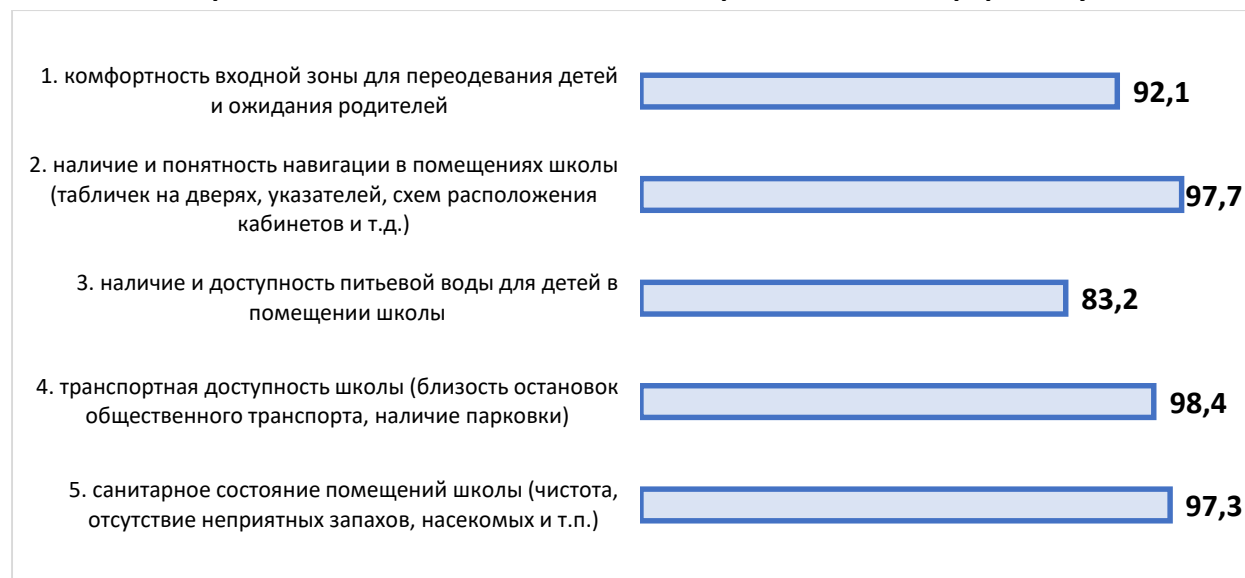 1. комфортность входной зоны для переодевания детей
и ожидания родителей
92,1
2. наличие и понятность навигации в помещениях школы
(табличек на дверях, указателей, схем расположения
кабинетов и т.д.)
97,7
3. наличие и доступность питьевой воды для детей в
помещении школы
83,2
4. транспортная доступность школы (близость остановок
общественного транспорта, наличие парковки)
98,4
5. санитарное состояние помещений школы (чистота,
отсутствие неприятных запахов, насекомых и т.п.)
97,3